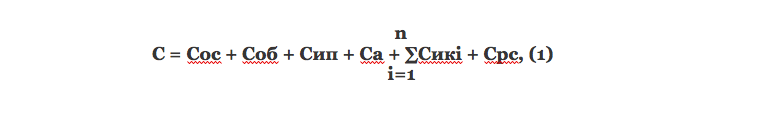 n
С = Сос + Соб + Сип + Са + ∑Сикі + Срс, (1)
i=1